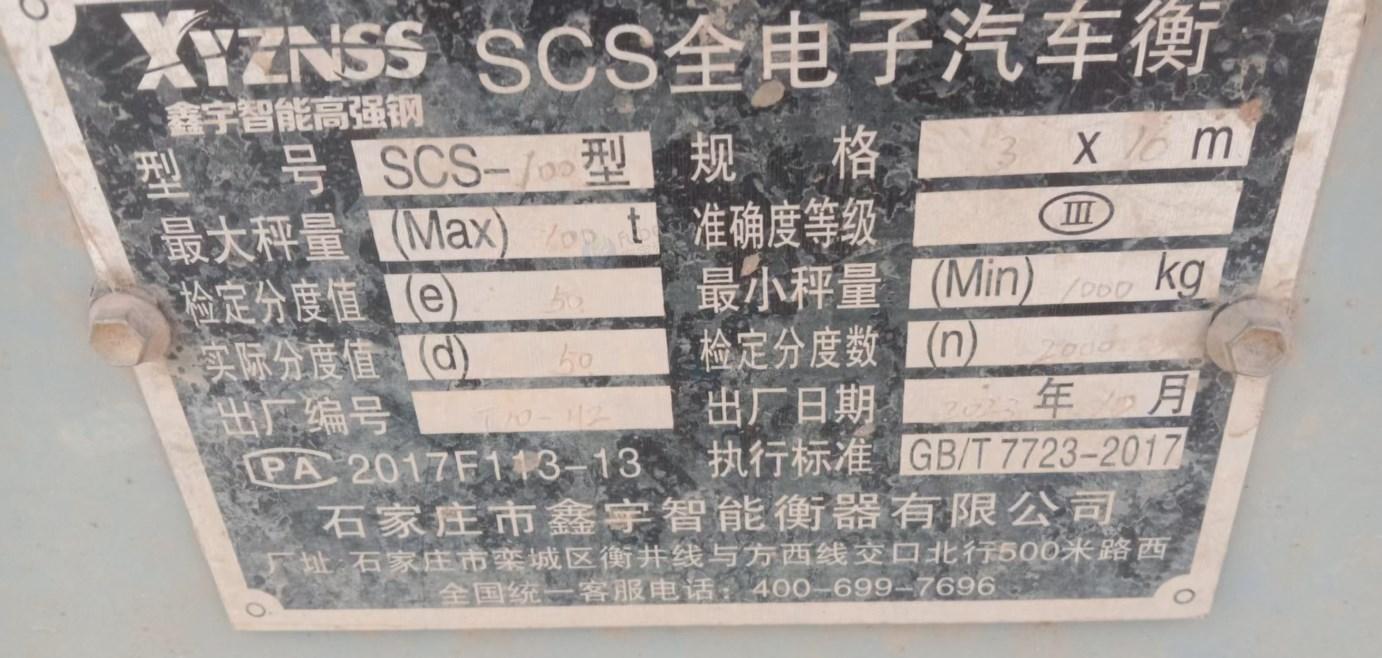 XYZNSS
鑫宇智能高强钢
SCS全电子汽车衡
型 号 SCS-100型 规 格 3 x 10 m
最大秤量 (Max) 100 t 准确度等级 III
检定分度值 (e) 50 最小秤量 (Min) 1000 kg
实际分度值 (d) 50 检定分度数 (n) 2000
出厂编号 出厂日期 2023年10月
PA 2017F113-13 执行标准 GB/T 7723-2017
石家庄市鑫宇智能衡器有限公司
厂址:石家庄市栾城区衡井线与方西线交口北行500米路西
全国统一客服电话：400-699-7696